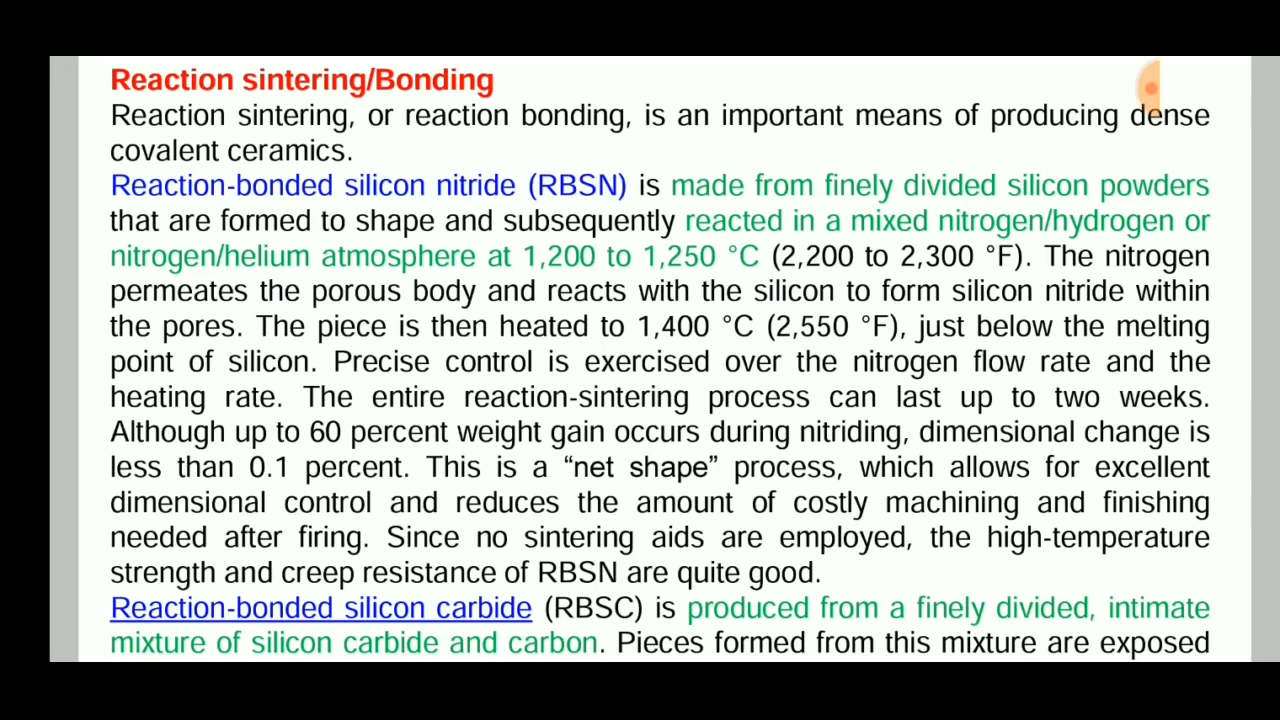 Reaction sintering/Bonding
Reaction sintering, or reaction bonding, is an important means of producing dense
covalent ceramics.
Reaction-bonded silicon nitride (RBSN) is made from finely divided silicon powders
that are formed to shape and subsequently reacted in a mixed nitrogen/hydrogen or
nitrogen/helium atmosphere at 1,200 to 1,250 °C (2,200 to 2,300 °F). The nitrogen
permeates the porous body and reacts with the silicon to form silicon nitride within
the pores. The piece is then heated to 1,400 °C (2,550 °F), just below the melting
point of silicon. Precise control is exercised over the nitrogen flow rate and the
heating rate. The entire reaction-sintering process can last up to two weeks.
Although up to 60 percent weight gain occurs during nitriding, dimensional change is
less than 0.1 percent. This is a “net shape” process, which allows for excellent
dimensional control and reduces the amount of costly machining and finishing
needed after firing. Since no sintering aids are employed, the high-temperature
strength and creep resistance of RBSN are quite good.
Reaction-bonded silicon carbide (RBSC) is produced from a finely divided, intimate
mixture of silicon carbide and carbon. Pieces formed from this mixture are exposed